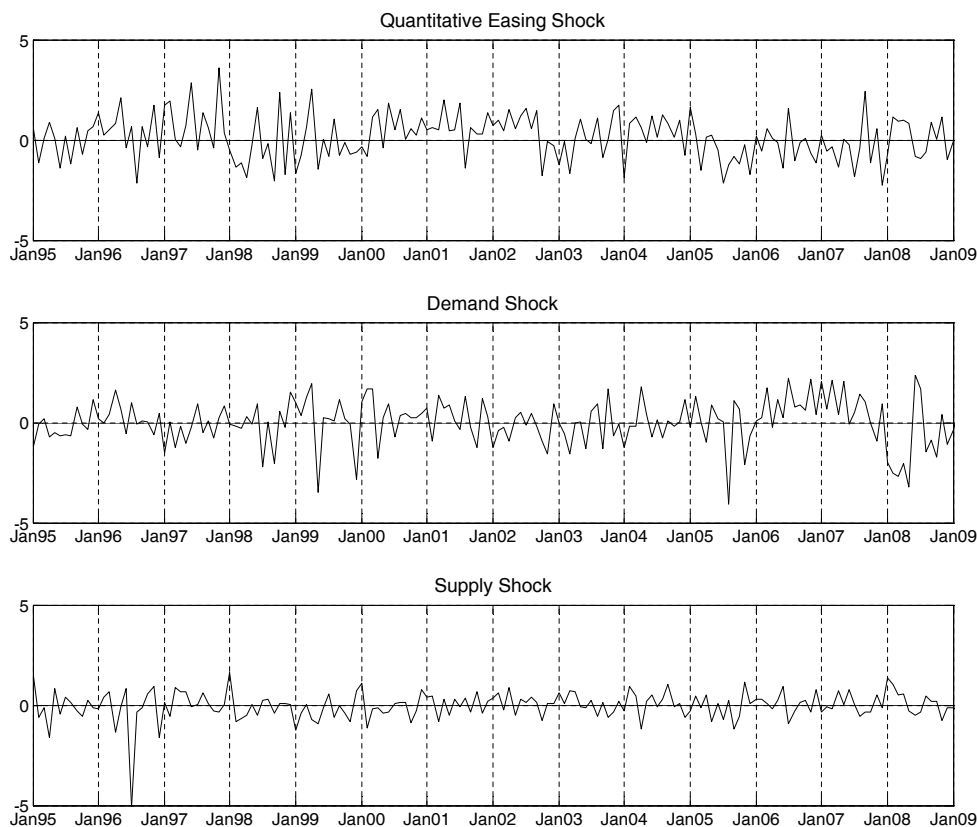 Quantitative Easing Shock
5
0
-5
Jan95 Jan96 Jan97 Jan98 Jan99 Jan00 Jan01 Jan02 Jan03 Jan04 Jan05 Jan06 Jan07 Jan08 Jan09
Demand Shock
5
0
-5
Jan95 Jan96 Jan97 Jan98 Jan99 Jan00 Jan01 Jan02 Jan03 Jan04 Jan05 Jan06 Jan07 Jan08 Jan09
Supply Shock
5
0
-5
Jan95 Jan96 Jan97 Jan98 Jan99 Jan00 Jan01 Jan02 Jan03 Jan04 Jan05 Jan06 Jan07 Jan08 Jan09